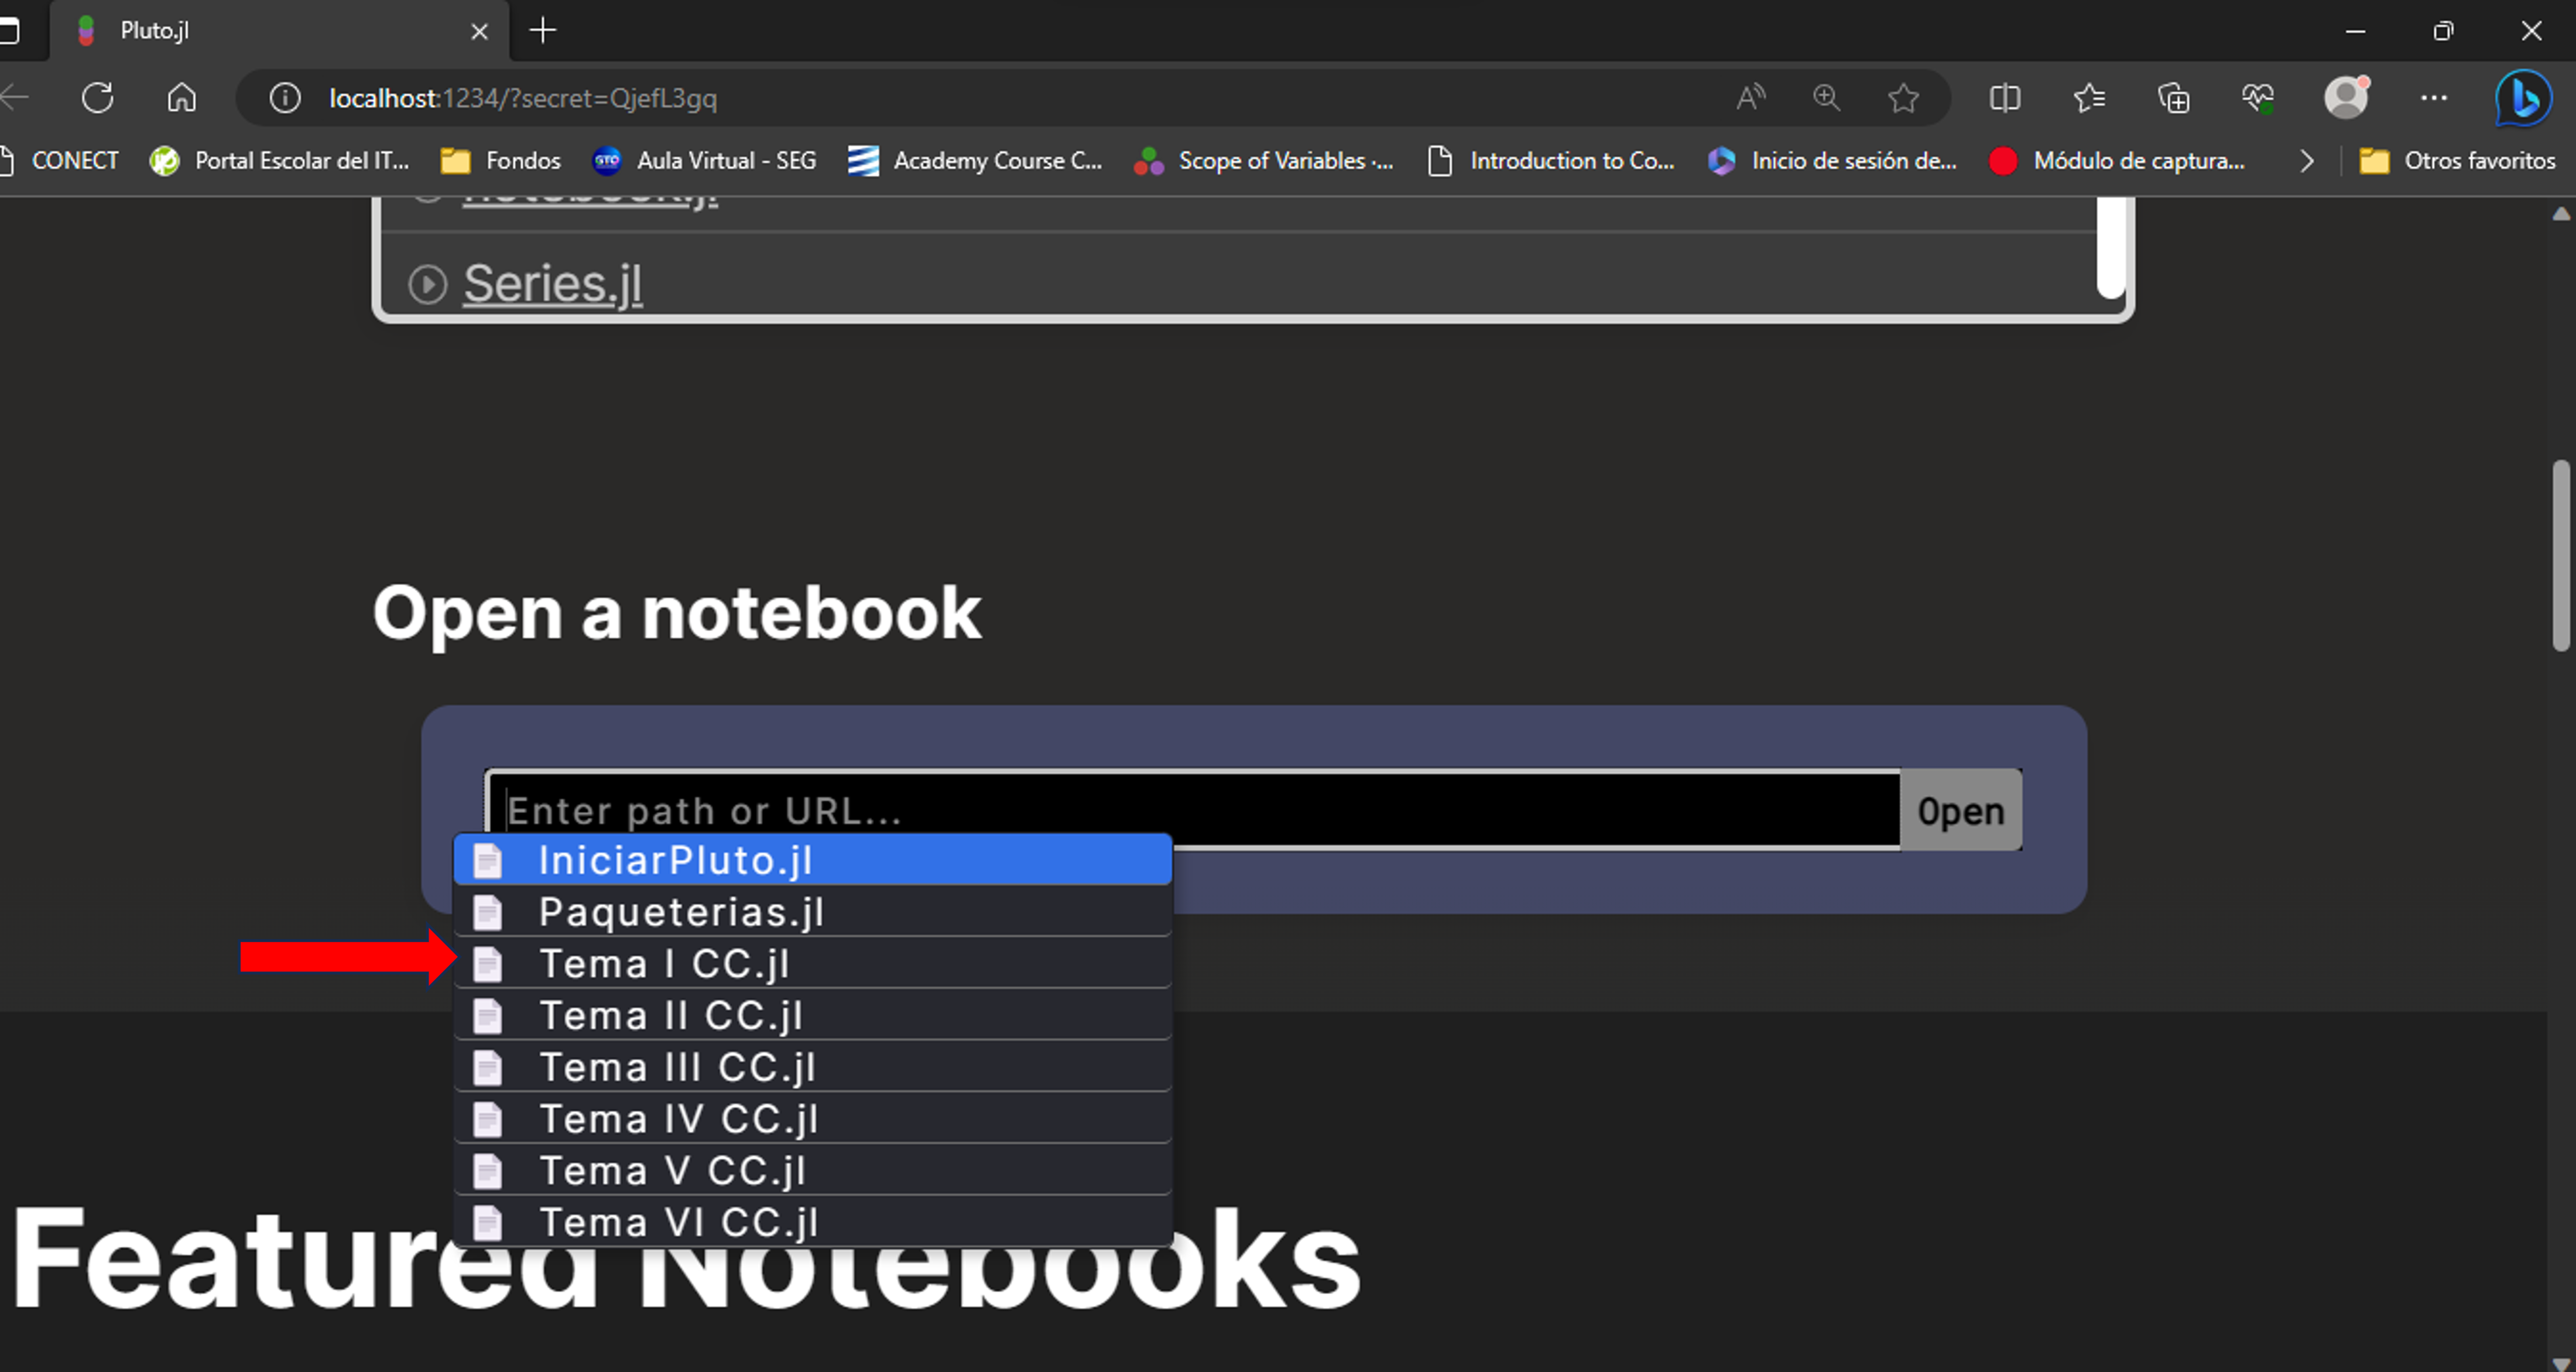 Pluto.jl
localhost:1234/?secret=QjefL3gq
CONECT Portal Escolar del IT... Fondos Aula Virtual - SEG Academy Course C... Scope of Variables ·... Introduction to Co... Inicio de sesión de... Módulo de captura... Otros favoritos
notebook.jl
Series.jl
Open a notebook
Enter path or URL... Open
IniciarPluto.jl
Paqueterias.jl
Tema I CC.jl
Tema II CC.jl
Tema III CC.jl
Tema IV CC.jl
Tema V CC.jl
Tema VI CC.jl
Featured Notebooks